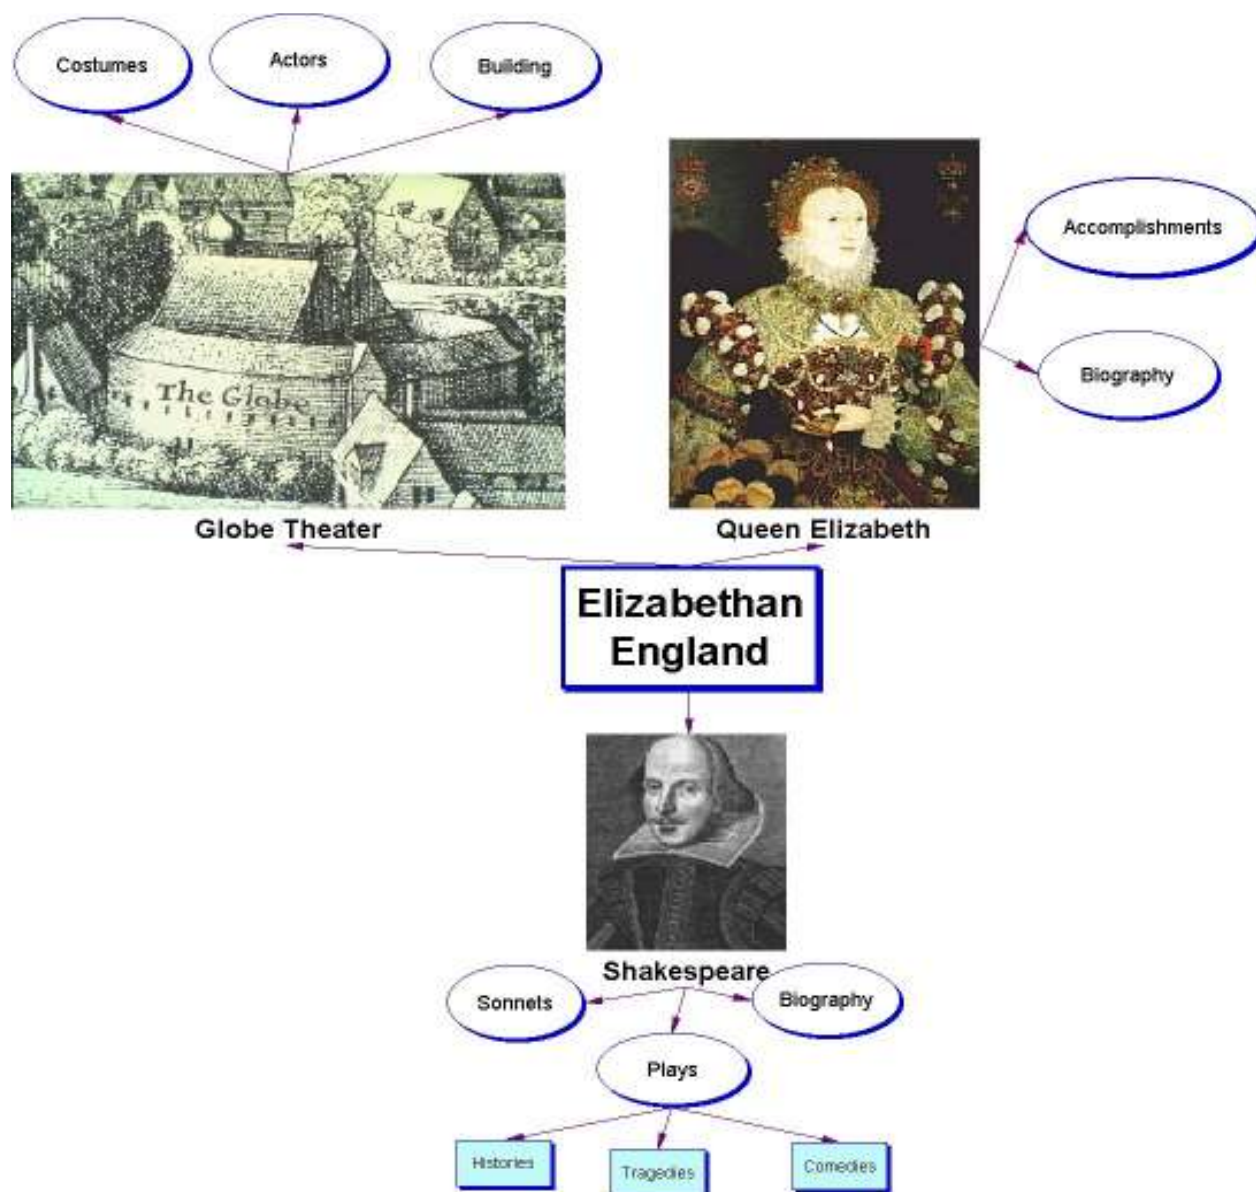 Costumes
Actors
Building
Accomplishments
Biography
The Globe
Globe Theater
Queen Elizabeth
Elizabethan
England
Shakespeare
Sonnets
Biography
Plays
Histories
Tragedies
Comedies